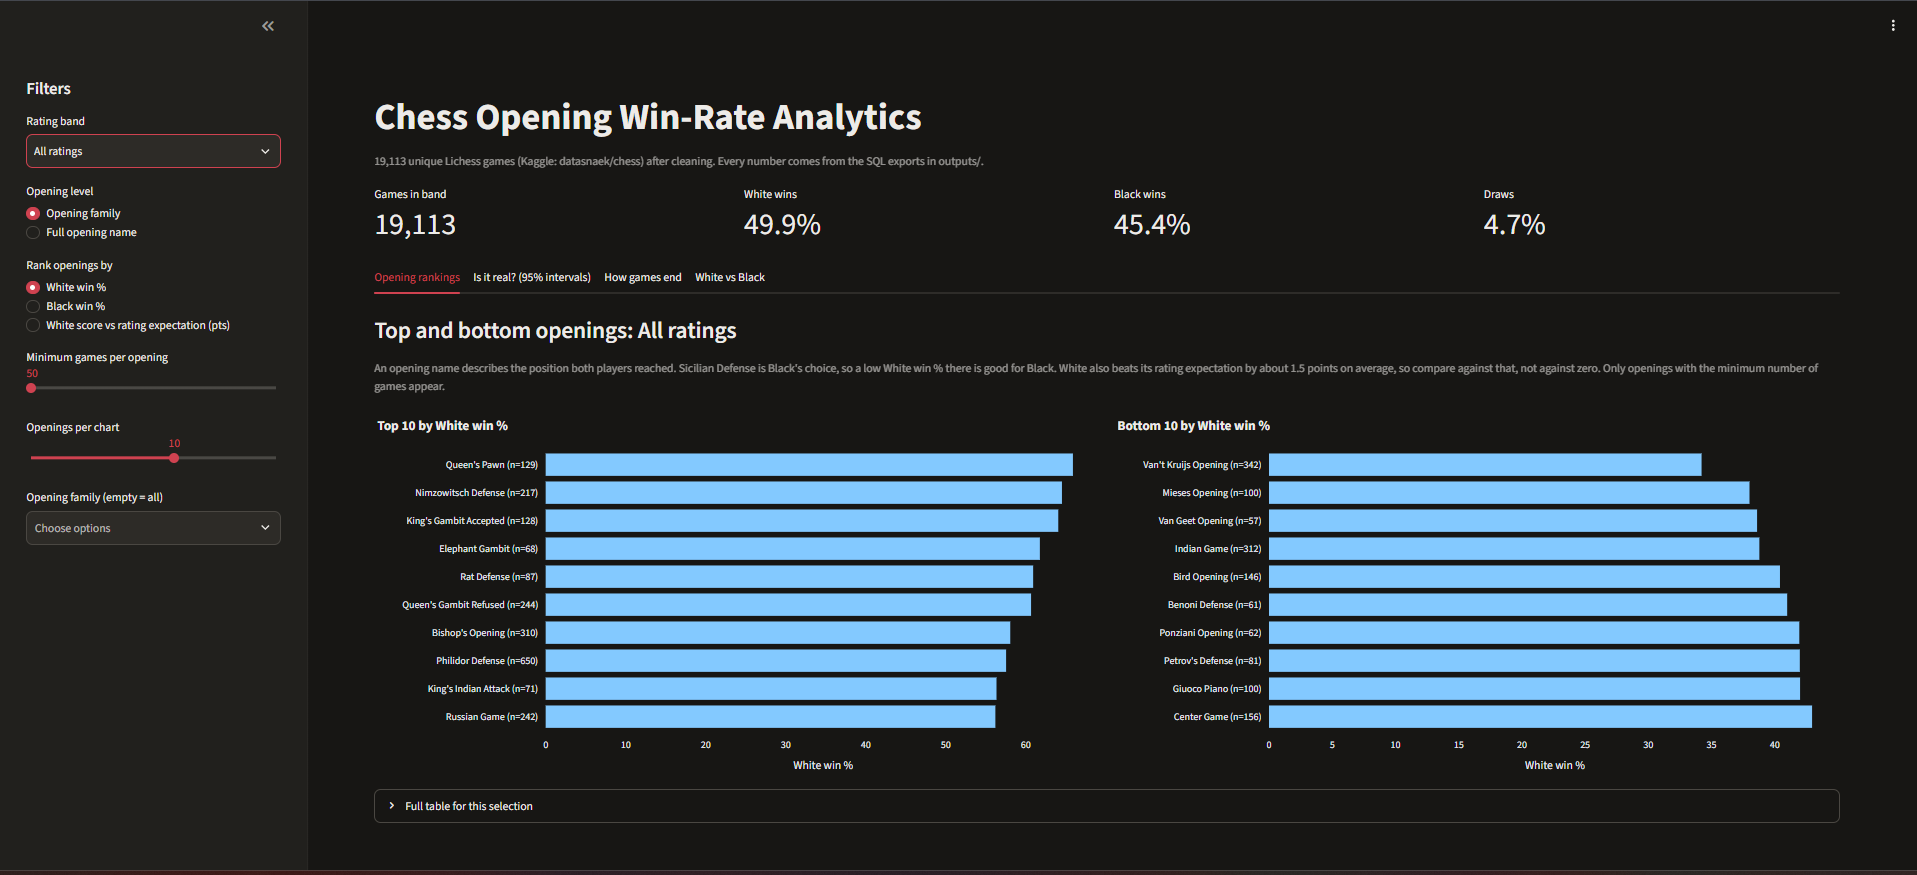 Filters
Rating band
All ratings
Opening level
Opening family
Full opening name
Rank openings by
White win %
Black win %
White score vs rating expectation (pts)
Minimum games per opening
50
Openings per chart
10
Opening family (empty = all)
Choose options
Chess Opening Win-Rate Analytics
19,113 unique Lichess games (Kaggle: datasnaek/chess) after cleaning. Every number comes from the SQL exports in outputs/.
Games in band
19,113
White wins
49.9%
Black wins
45.4%
Draws
4.7%
Opening rankings Is it real? (95% intervals) How games end White vs Black
Top and bottom openings: All ratings
An opening name describes the position both players reached. Sicilian Defense is Black's choice, so a low White win % there is good for Black. White also beats its rating expectation by about 1.5 points on average, so compare against that, not against zero. Only openings with the minimum number of
games appear.
Top 10 by White win %
Queen's Pawn (n=129)
Nimzowitsch Defense (n=217)
King's Gambit Accepted (n=128)
Elephant Gambit (n=68)
Rat Defense (n=87)
Queen's Gambit Refused (n=244)
Bishop's Opening (n=310)
Philidor Defense (n=650)
King's Indian Attack (n=71)
Russian Game (n=242)
0 10 20 30 40 50 60
White win %
Bottom 10 by White win %
Van't Kruijs Opening (n=342)
Mieses Opening (n=100)
Van Geet Opening (n=57)
Indian Game (n=312)
Bird Opening (n=146)
Benoni Defense (n=61)
Ponziani Opening (n=62)
Petrov's Defense (n=81)
Giuoco Piano (n=100)
Center Game (n=156)
0 5 10 15 20 25 30 35 40
White win %
Full table for this selection